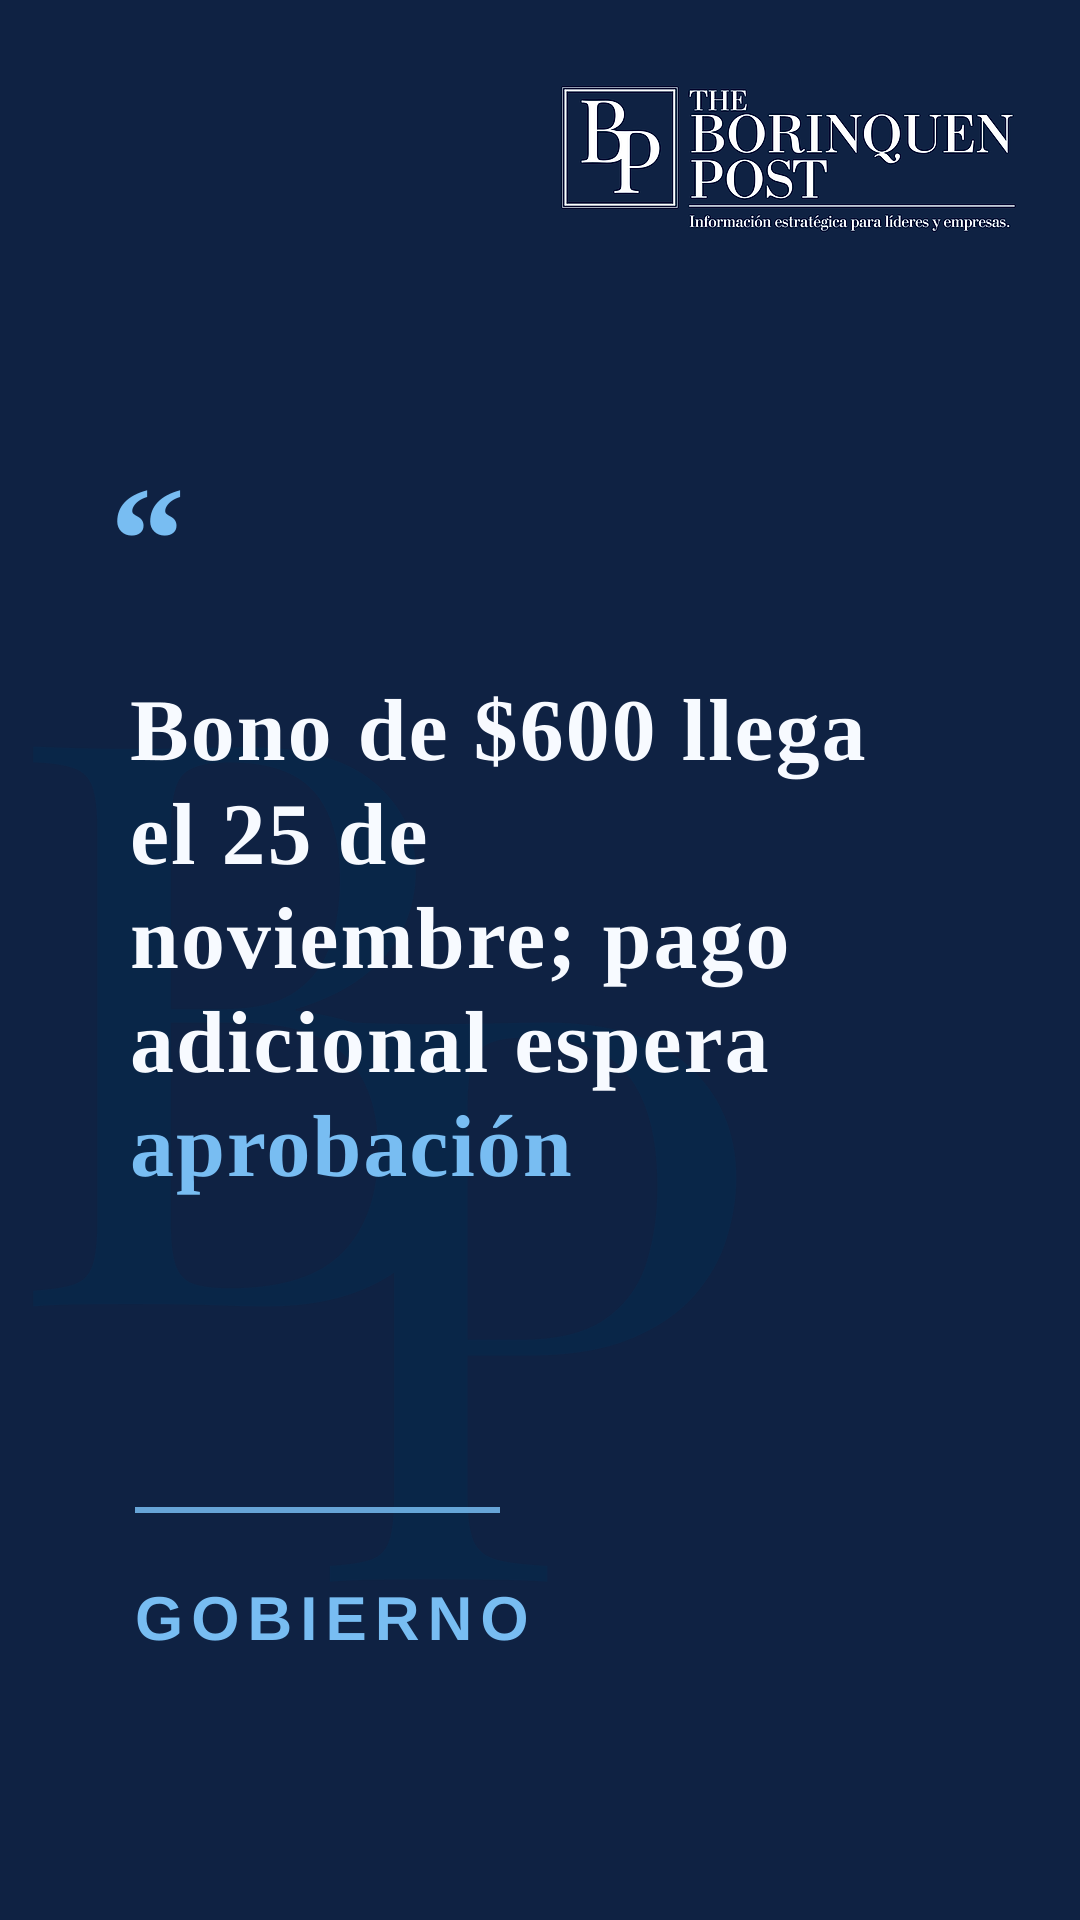 BP
THE
BORINQUEN
POST
Información estratégica para líderes y empresas.
“
Bono de $600 llega
el 25 de
noviembre; pago
adicional espera
aprobación
GOBIERNO